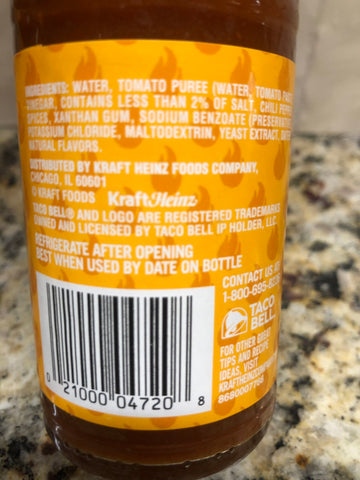 INGREDIENTS: WATER, TOMATO PUREE (WATER, TOMATO
VINEGAR, CONTAINS LESS THAN 2% OF SALT, CHILI
SPICES, XANTHAN GUM, SODIUM BENZOATE
POTASSIUM CHLORIDE, MALTODEXTRIN, YEAST EXTRACT,
NATURAL FLAVORS.
DISTRIBUTED BY KRAFT HEINZ FOODS COMPANY,
CHICAGO, IL 60601
© KRAFT FOODS KraftHeinz
TACO BELL® AND LOGO ARE REGISTERED TRADEMARKS
OWNED AND LICENSED BY TACO BELL IP HOLDER, LLC.
REFRIGERATE AFTER OPENING
BEST WHEN USED BY DATE ON BOTTLE
CONTACT US AT
TACO
BELL
FOR OTHER GREAT
TIPS AND RECIPE
IDEAS, VISIT
8680007768
0 21000 04720 8